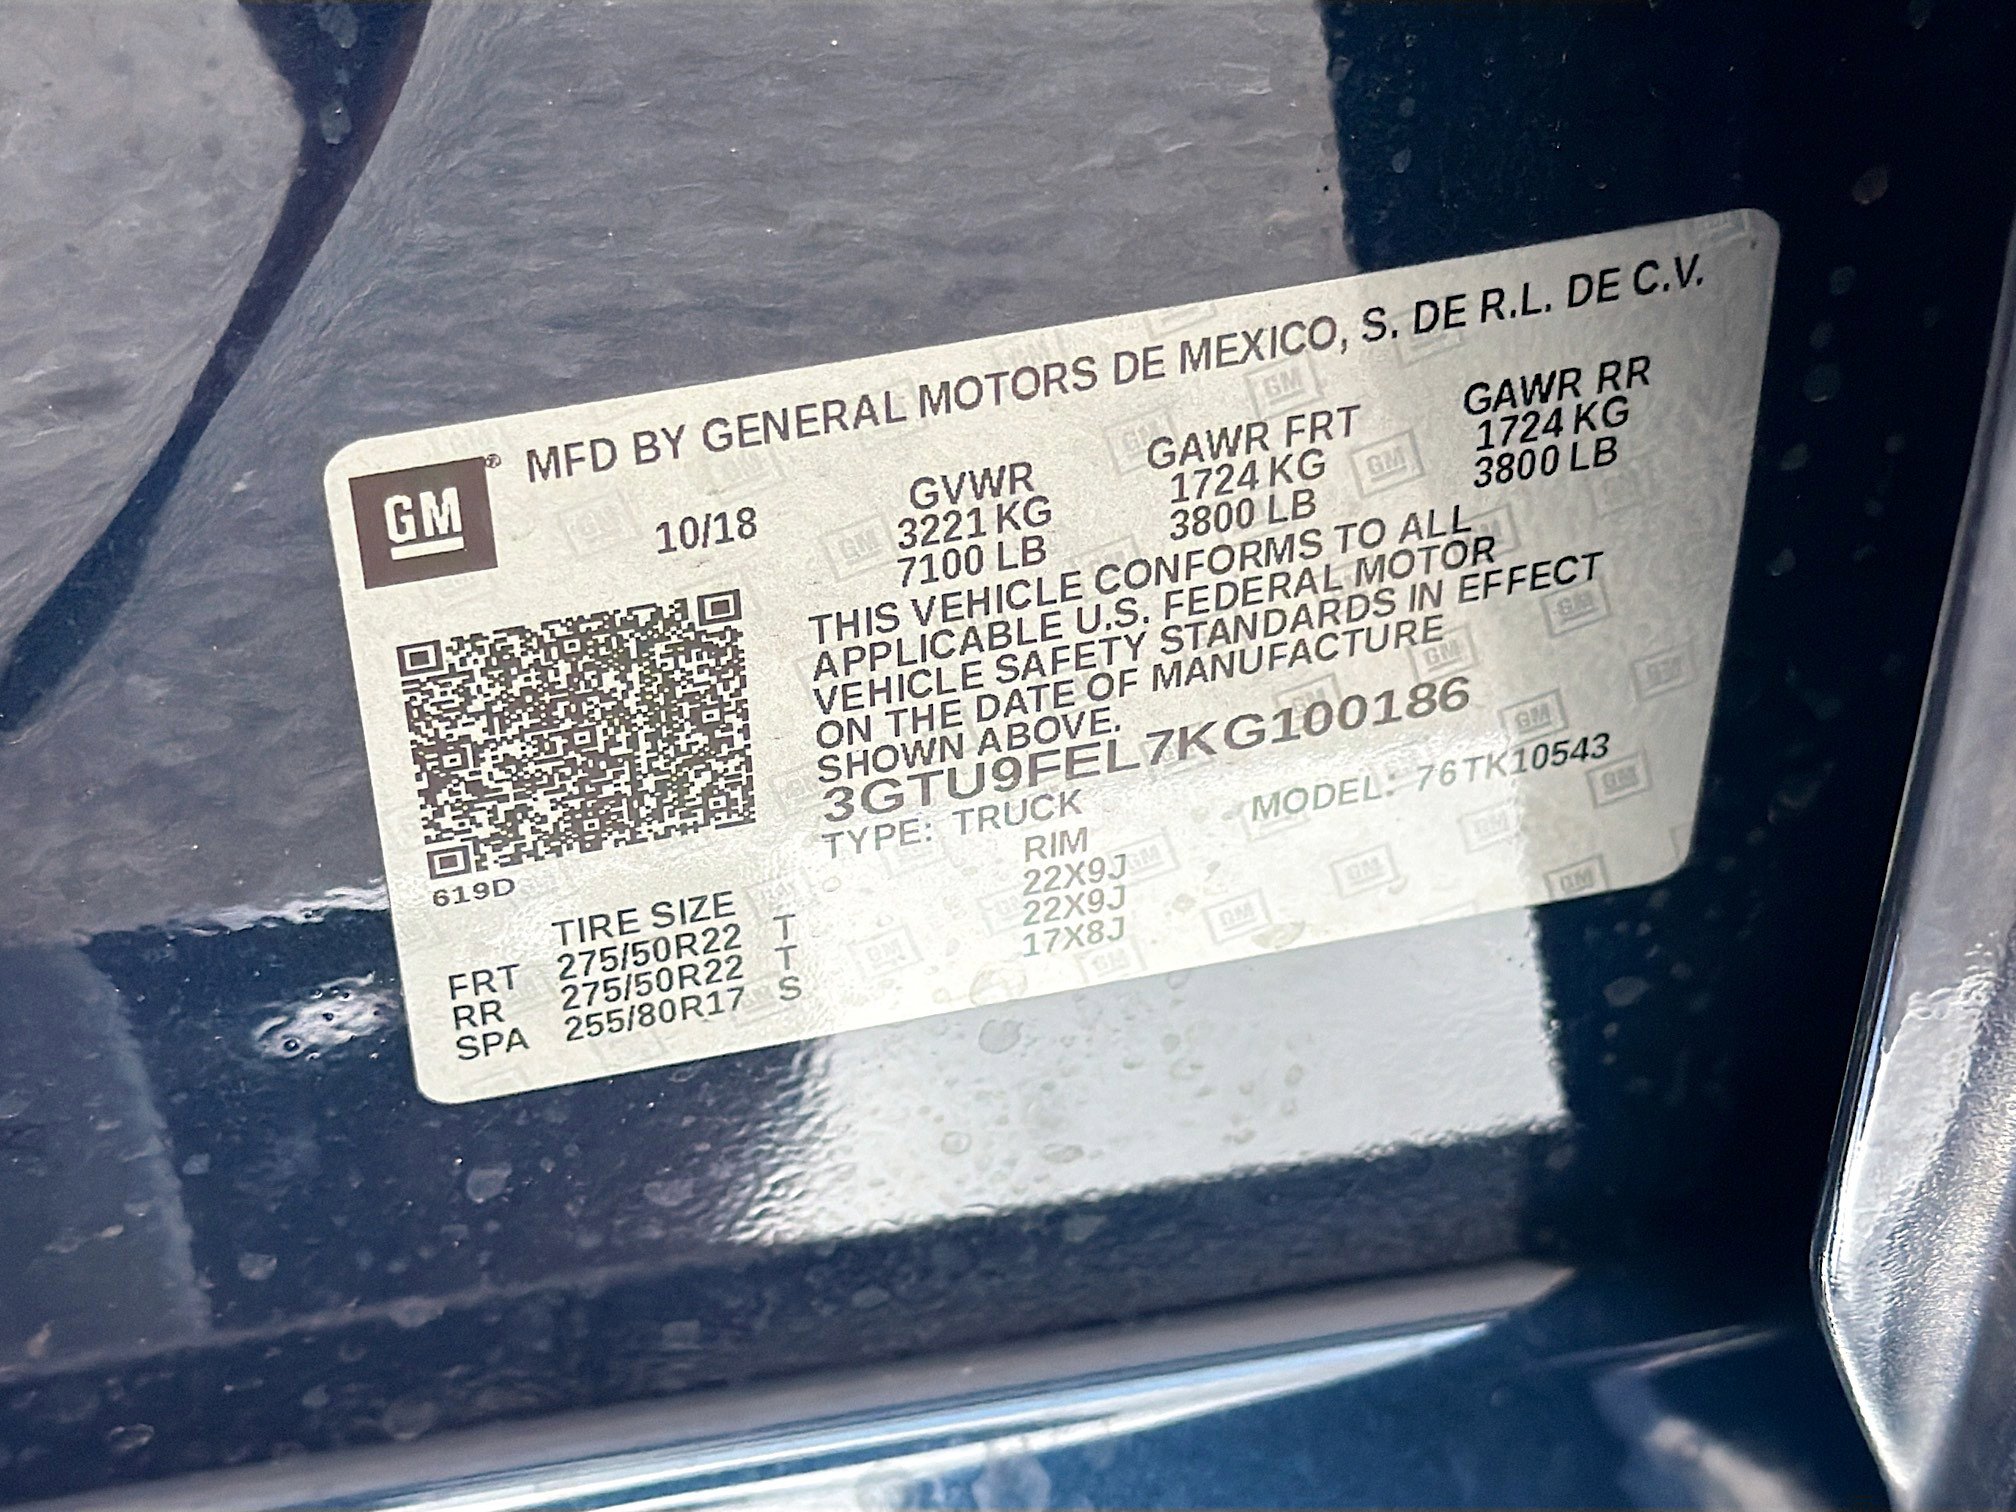 GM® MFD BY GENERAL MOTORS DE MEXICO, S. DE R.L. DE C.V.
10/18 GVWR GAWR FRT GAWR RR
3221 KG 1724 KG 1724 KG
7100 LB 3800 LB 3800 LB
THIS VEHICLE CONFORMS TO ALL
APPLICABLE U.S. FEDERAL MOTOR
VEHICLE SAFETY STANDARDS IN EFFECT
ON THE DATE OF MANUFACTURE
SHOWN ABOVE.
3GTU9FEL7KG100186
TYPE: TRUCK MODEL: 76TK10543
619D
TIRE SIZE RIM
FRT 275/50R22 T 22X9J
RR 275/50R22 T 22X9J
SPA 255/80R17 S 17X8J